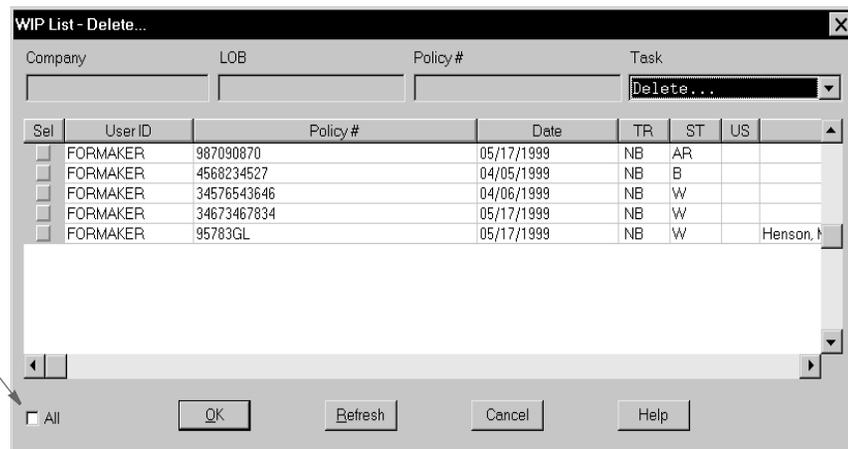 WIP List - Delete...
Company LOB Policy # Task
Delete...
Sel User ID Policy # Date TR ST US
FORMAKER 987090870 05/17/1999 NB AR
FORMAKER 4568234527 04/05/1999 NB B
FORMAKER 34576543646 04/06/1999 NB W
FORMAKER 34673467834 05/17/1999 NB W
FORMAKER 95783GL 05/17/1999 NB W Henson,
All OK Refresh Cancel Help